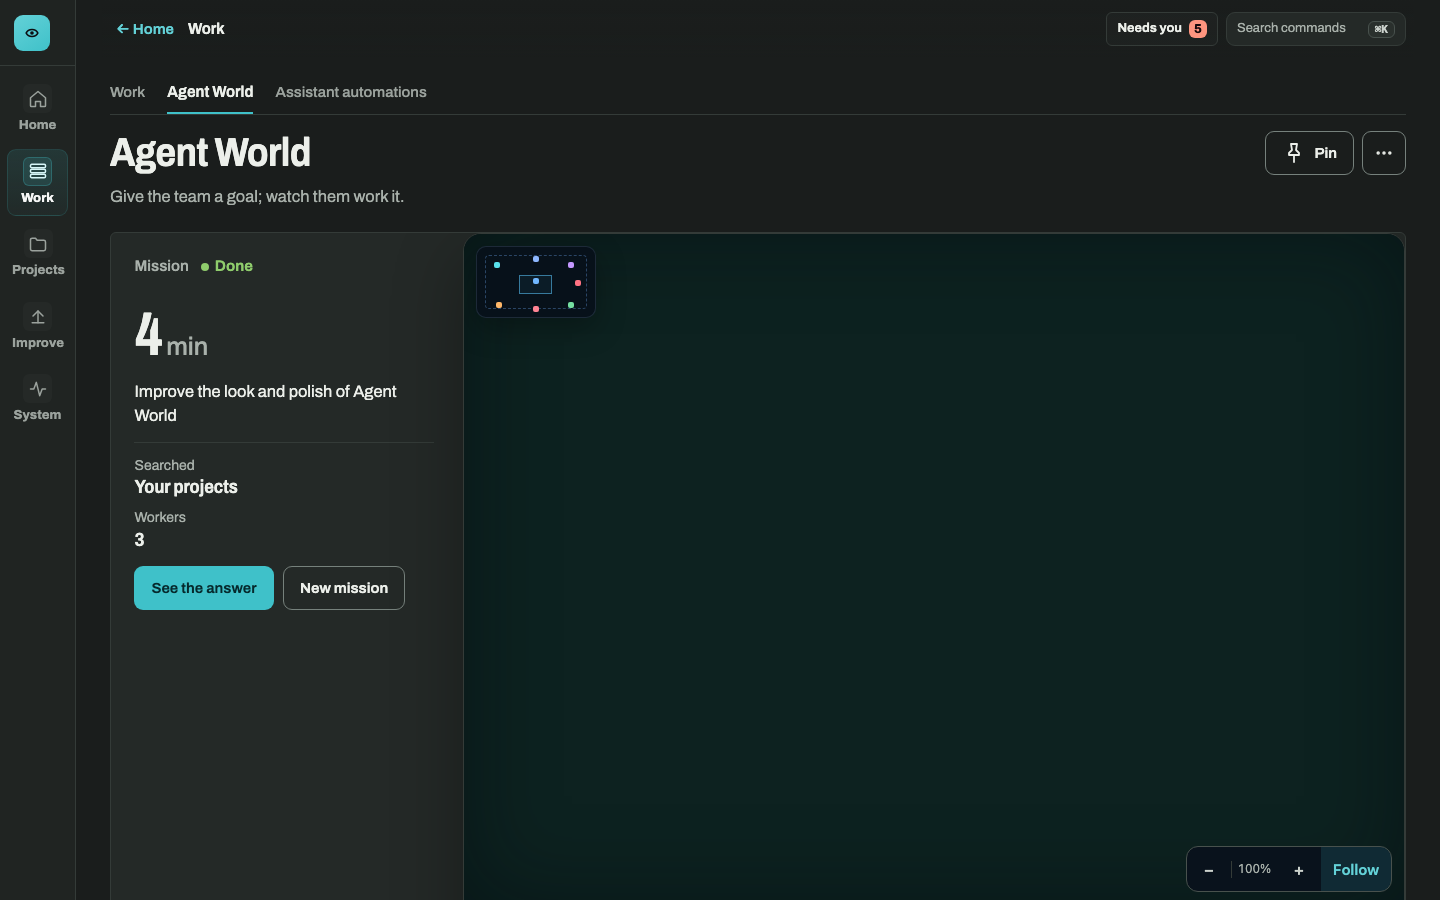 ← Home Work
Needs you 5
Search commands ⌘K
Home
Work
Projects
Improve
System
Work Agent World Assistant automations
Agent World
Give the team a goal; watch them work it.
Pin
Mission Done
4 min
Improve the look and polish of Agent
World
Searched
Your projects
Workers
3
See the answer New mission
− 100% + Follow